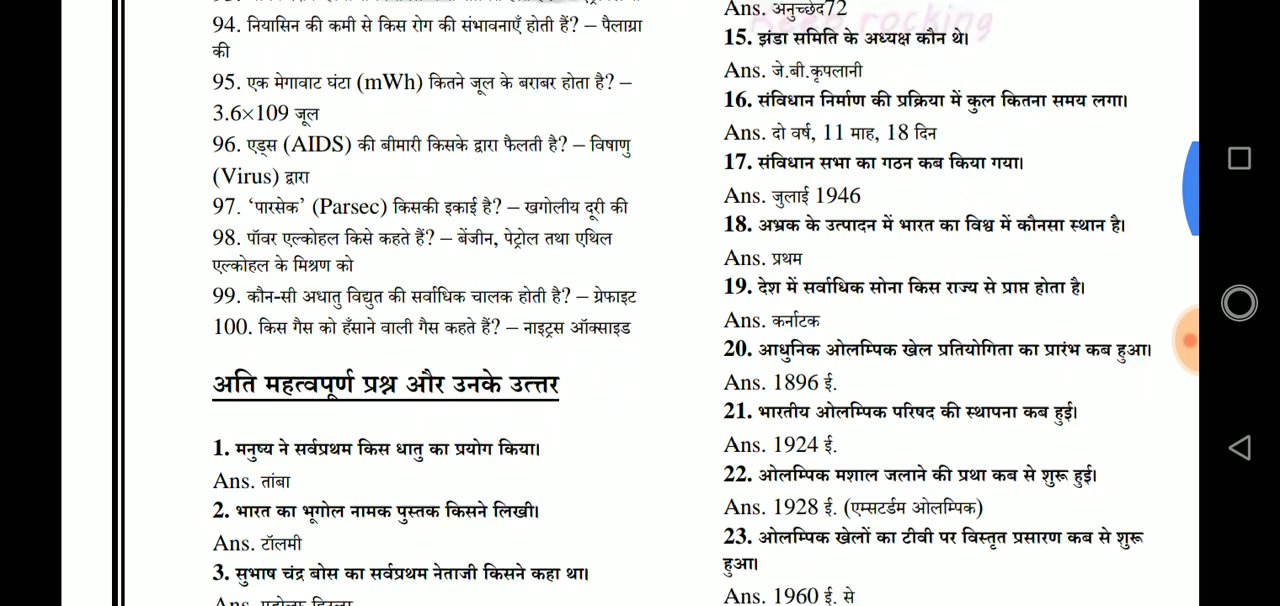 94. नियासिन की कमी से किस रोग की संभावनाएँ होती हैं? – पैलाग्रा
की
95. एक मेगावाट घंटा (mWh) कितने जूल के बराबर होता है? –
3.6×109 जूल
96. एड्स (AIDS) की बीमारी किसके द्वारा फैलती है? – विषाणु
(Virus) द्वारा
97. ‘पारसेक’ (Parsec) किसकी इकाई है? – खगोलीय दूरी की
98. पॉवर एल्कोहल किसे कहते हैं? – बेंजीन, पेट्रोल तथा एथिल
एल्कोहल के मिश्रण को
99. कौन-सी अधातु विद्युत की सर्वाधिक चालक होती है? – ग्रेफाइट
100. किस गैस को हँसाने वाली गैस कहते हैं? – नाइट्रस ऑक्साइड
अति महत्वपूर्ण प्रश्न और उनके उत्तर
1. मनुष्य ने सर्वप्रथम किस धातु का प्रयोग किया।
Ans. तांबा
2. भारत का भूगोल नामक पुस्तक किसने लिखी।
Ans. टॉलमी
3. सुभाष चंद्र बोस का सर्वप्रथम नेताजी किसने कहा था।
Ans. अनुच्छेद72
Keep rocking
15. झंडा समिति के अध्यक्ष कौन थे।
Ans. जे.बी.कृपलानी
16. संविधान निर्माण की प्रक्रिया में कुल कितना समय लगा।
Ans. दो वर्ष, 11 माह, 18 दिन
17. संविधान सभा का गठन कब किया गया।
Ans. जुलाई 1946
18. अभ्रक के उत्पादन में भारत का विश्व में कौनसा स्थान है।
Ans. प्रथम
19. देश में सर्वाधिक सोना किस राज्य से प्राप्त होता है।
Ans. कर्नाटक
20. आधुनिक ओलम्पिक खेल प्रतियोगिता का प्रारंभ कब हुआ।
Ans. 1896 ई.
21. भारतीय ओलम्पिक परिषद की स्थापना कब हुई।
Ans. 1924 ई.
22. ओलम्पिक मशाल जलाने की प्रथा कब से शुरू हुई।
Ans. 1928 ई. (एम्सटर्डम ओलम्पिक)
23. ओलम्पिक खेलों का टीवी पर विस्तृत प्रसारण कब से शुरू
हुआ।
Ans. 1960 ई. से